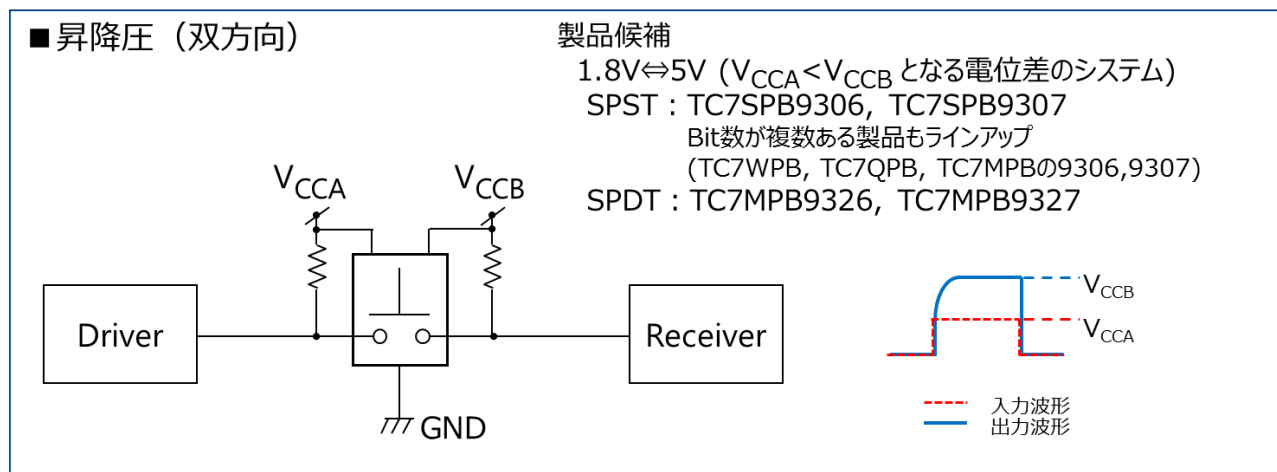 ■昇降圧（双方向）
製品候補
1.8V⇔5V (VCCA<VCCB となる電位差のシステム)
SPST : TC7SPB9306, TC7SPB9307
Bit数が複数ある製品もラインアップ
(TC7WPB, TC7QPB, TC7MPBの9306,9307)
SPDT : TC7MPB9326, TC7MPB9327
VCCA
VCCB
Driver
Receiver
GND
VCCB
VCCA
入力波形
出力波形